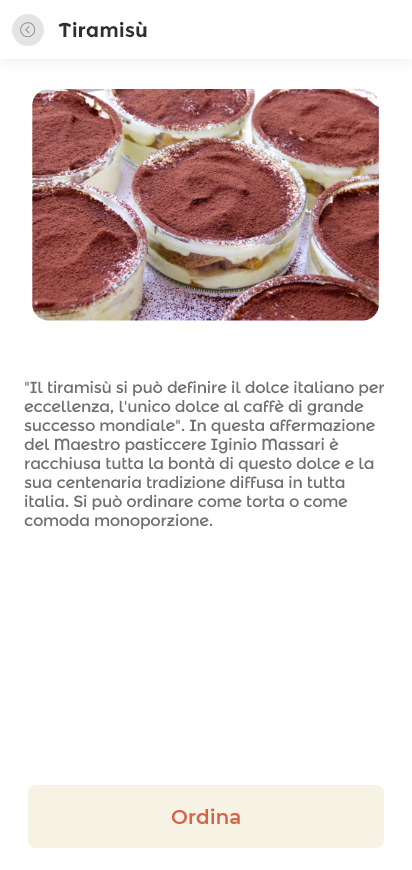 Tiramisù
"Il tiramisù si può definire il dolce italiano per
eccellenza, l'unico dolce al caffè di grande
successo mondiale". In questa affermazione
del Maestro pasticcere Iginio Massari è
racchiusa tutta la bontà di questo dolce e la
sua centenaria tradizione diffusa in tutta
italia. Si può ordinare come torta o come
comoda monoporzione.
Ordina